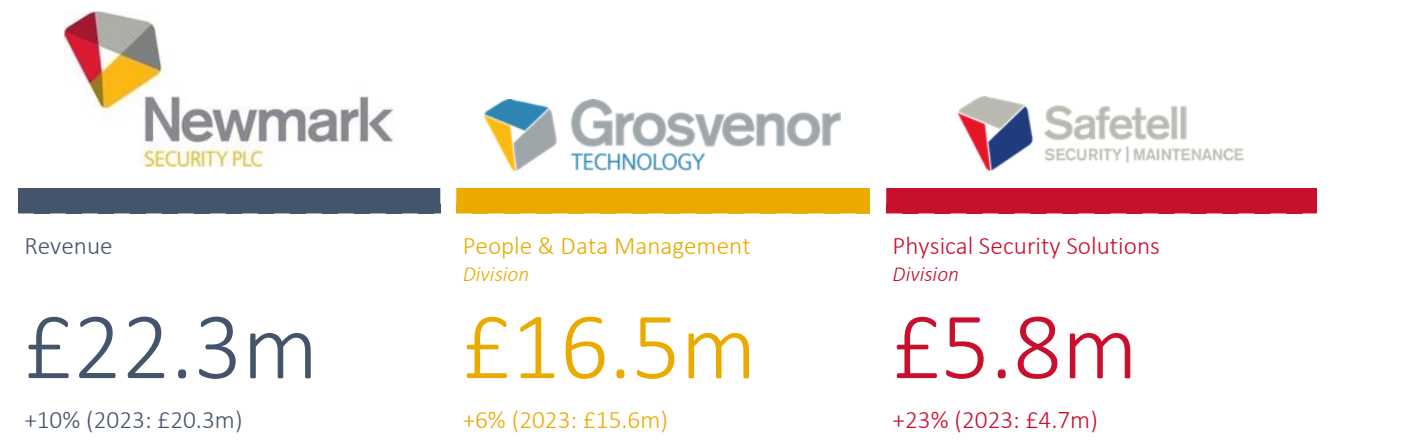 Newmark
SECURITY PLC
Revenue
£22.3m
+10% (2023: £20.3m)
Grosvenor
TECHNOLOGY
People & Data Management
Division
£16.5m
+6% (2023: £15.6m)
Safetell
SECURITY | MAINTENANCE
Physical Security Solutions
Division
£5.8m
+23% (2023: £4.7m)